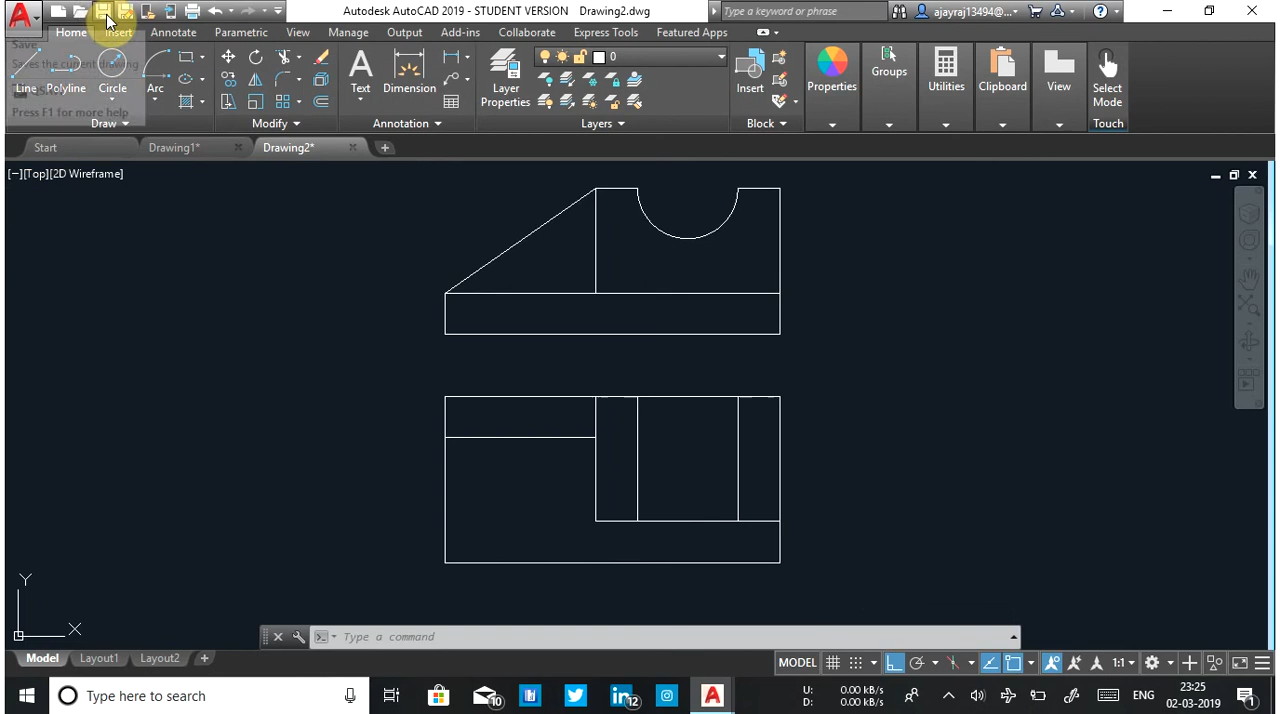 Autodesk AutoCAD 2019 - STUDENT VERSION Drawing2.dwg
Type a keyword or phrase
ajayraj13494@...
Home Insert Annotate Parametric View Manage Output Add-ins Collaborate Express Tools Featured Apps
Save
Saves the current drawing
Press F1 for more help
Line Polyline Circle Arc
Text Dimension
Layer Properties
0
Insert
Properties
Groups
Utilities
Clipboard
View
Select Mode
Draw Modify Annotation Layers Block Touch
Start Drawing1* Drawing2*
[−][Top][2D Wireframe]
Y
X
Type a command
Model Layout1 Layout2
MODEL 1:1
Type here to search
10
12
U: 0.00 kB/s
D: 0.00 kB/s
ENG
23:25
02-03-2019
1